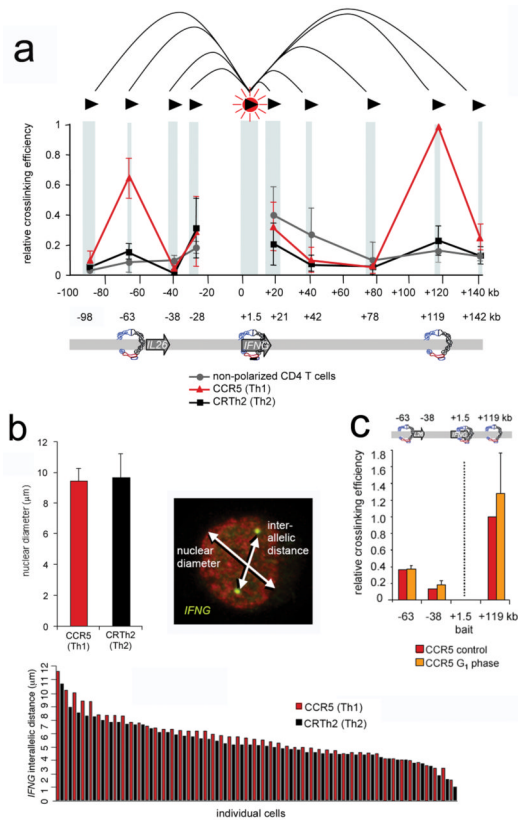 a
relative crosslinking efficiency
1
0.8
0.6
0.4
0.2
0
-100 -80 -60 -40 -20 0 +20 +40 +60 +80 +100 +120 +140 kb
-98 -63 -38 -28 +1.5 +21 +42 +78 +119 +142 kb
IL26 IFNG
non-polarized CD4 T cells
CCR5 (Th1)
CRTh2 (Th2)
b
nuclear diameter (μm)
12
10
8
6
4
2
0
CCR5 (Th1)
CRTh2 (Th2)
nuclear diameter
inter-allelic distance
IFNG
c
-63 -38 +1.5 +119 kb
relative crosslinking efficiency
1.8
1.6
1.4
1.2
1.0
0.8
0.6
0.4
0.2
0
-63 -38 +1.5 +119 kb
bait
CCR5 control
CCR5 G1 phase
IFNG interallelic distance (μm)
12
11
10
9
8
7
6
5
4
3
2
1
0
CCR5 (Th1)
CRTh2 (Th2)
individual cells